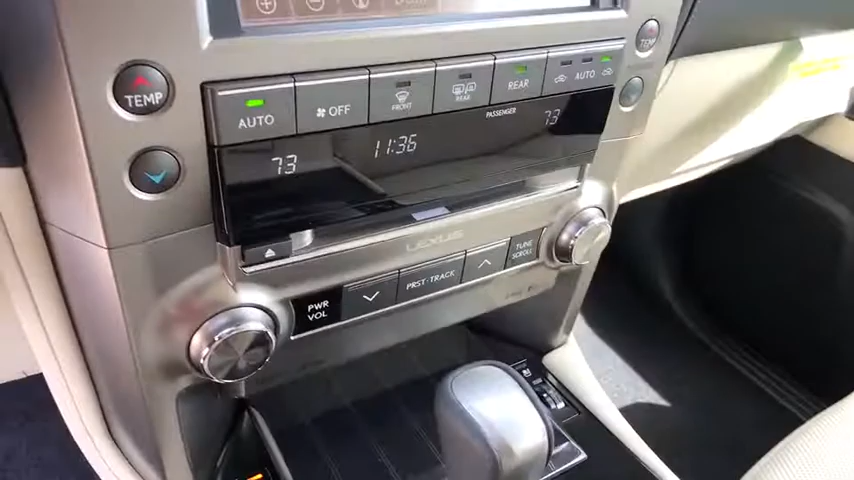 TEMP
AUTO
OFF
FRONT
REAR
REAR
AUTO
TEMP
PASSENGER
73
1:36
73
LEXUS
PWR
VOL
PRST·TRACK
TUNE
SCROLL